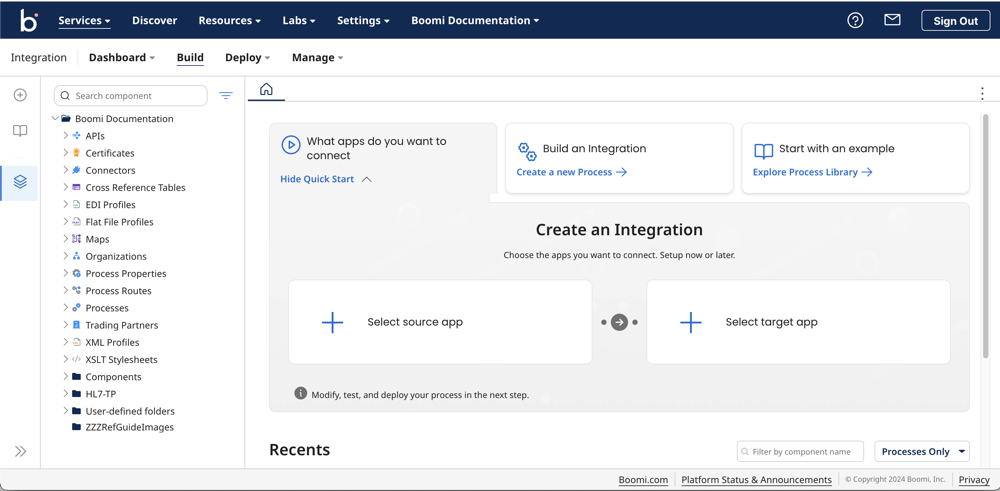 b
Services Discover Resources Labs Settings Boomi Documentation Sign Out
Integration Dashboard Build Deploy Manage
Search component
Boomi Documentation
APIs
Certificates
Connectors
Cross Reference Tables
EDI Profiles
Flat File Profiles
Maps
Organizations
Process Properties
Process Routes
Processes
Trading Partners
XML Profiles
XSLT Stylesheets
Components
HL7-TP
User-defined folders
ZZZRefGuideImages
What apps do you want to
connect
Hide Quick Start
Build an Integration
Create a new Process
Start with an example
Explore Process Library
Create an Integration
Choose the apps you want to connect. Setup now or later.
Select source app
Select target app
Modify, test, and deploy your process in the next step.
Recents
Filter by component name
Processes Only
Boomi.com Platform Status & Announcements © Copyright 2024 Boomi, Inc. Privacy